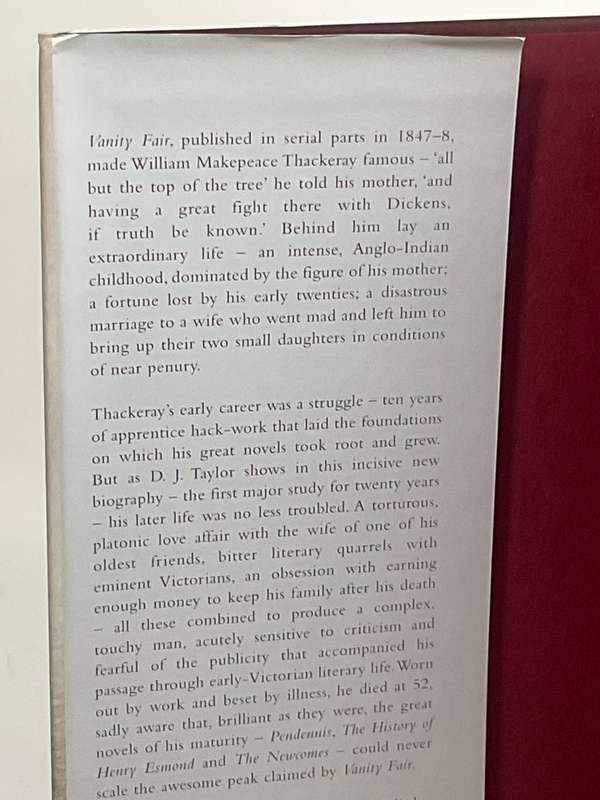 Vanity Fair, published in serial parts in 1847–8,
made William Makepeace Thackeray famous – ‘all
but the top of the tree’ he told his mother, ‘and
having a great fight there with Dickens,
if truth be known.’ Behind him lay an
extraordinary life – an intense, Anglo-Indian
childhood, dominated by the figure of his mother;
a fortune lost by his early twenties; a disastrous
marriage to a wife who went mad and left him to
bring up their two small daughters in conditions
of near penury.
Thackeray’s early career was a struggle – ten years
of apprentice hack-work that laid the foundations
on which his great novels took root and grew.
But as D. J. Taylor shows in this incisive new
biography – the first major study for twenty years
– his later life was no less troubled. A torturous,
platonic love affair with the wife of one of his
oldest friends, bitter literary quarrels with
eminent Victorians, an obsession with earning
enough money to keep his family after his death
– all these combined to produce a complex,
touchy man, acutely sensitive to criticism and
fearful of the publicity that accompanied his
passage through early-Victorian literary life. Worn
out by work and beset by illness, he died at 52,
sadly aware that, brilliant as they were, the great
novels of his maturity – Pendennis, The History of
Henry Esmond and The Newcomes – could never
scale the awesome peak claimed by Vanity Fair.